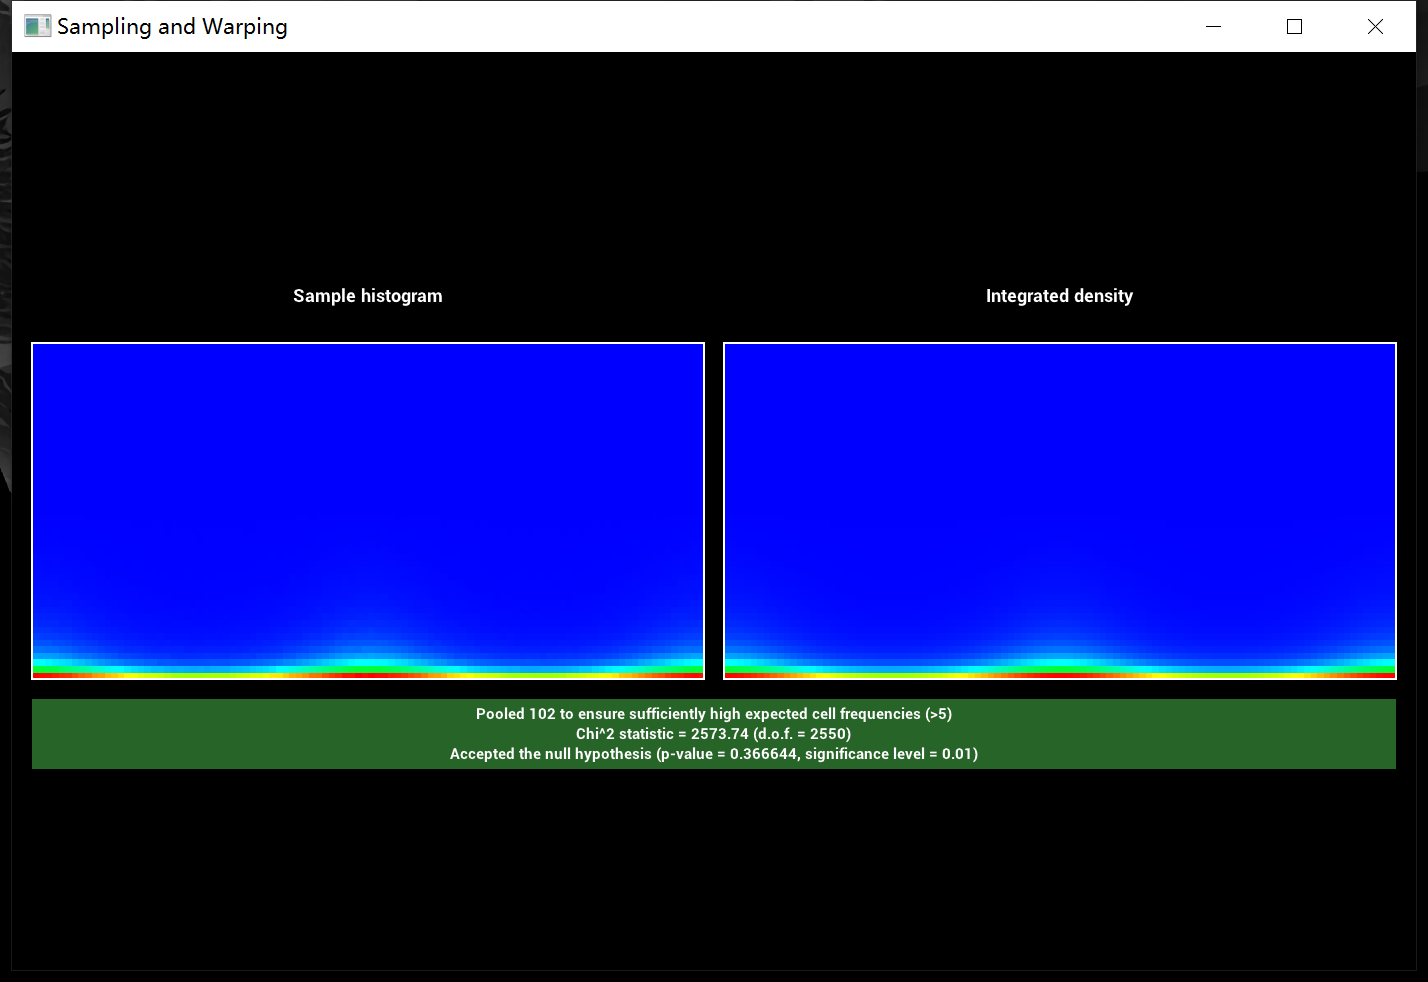 Sampling and Warping
Sample histogram
Integrated density
Pooled 102 to ensure sufficiently high expected cell frequencies (>5)
Chi^2 statistic = 2573.74 (d.o.f. = 2550)
Accepted the null hypothesis (p-value = 0.366644, significance level = 0.01)